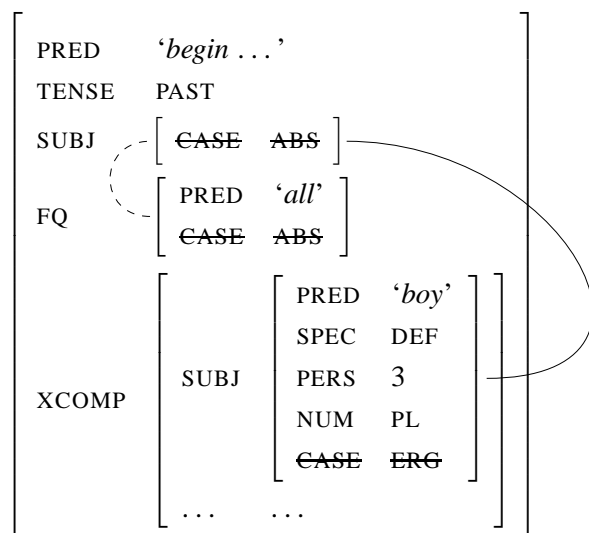 PRED ‘begin ...’
TENSE PAST
SUBJ [ CASE ABS ]
FQ
PRED ‘all’
CASE ABS
XCOMP
SUBJ
PRED ‘boy’
SPEC DEF
PERS 3
NUM PL
CASE ERG
... ...